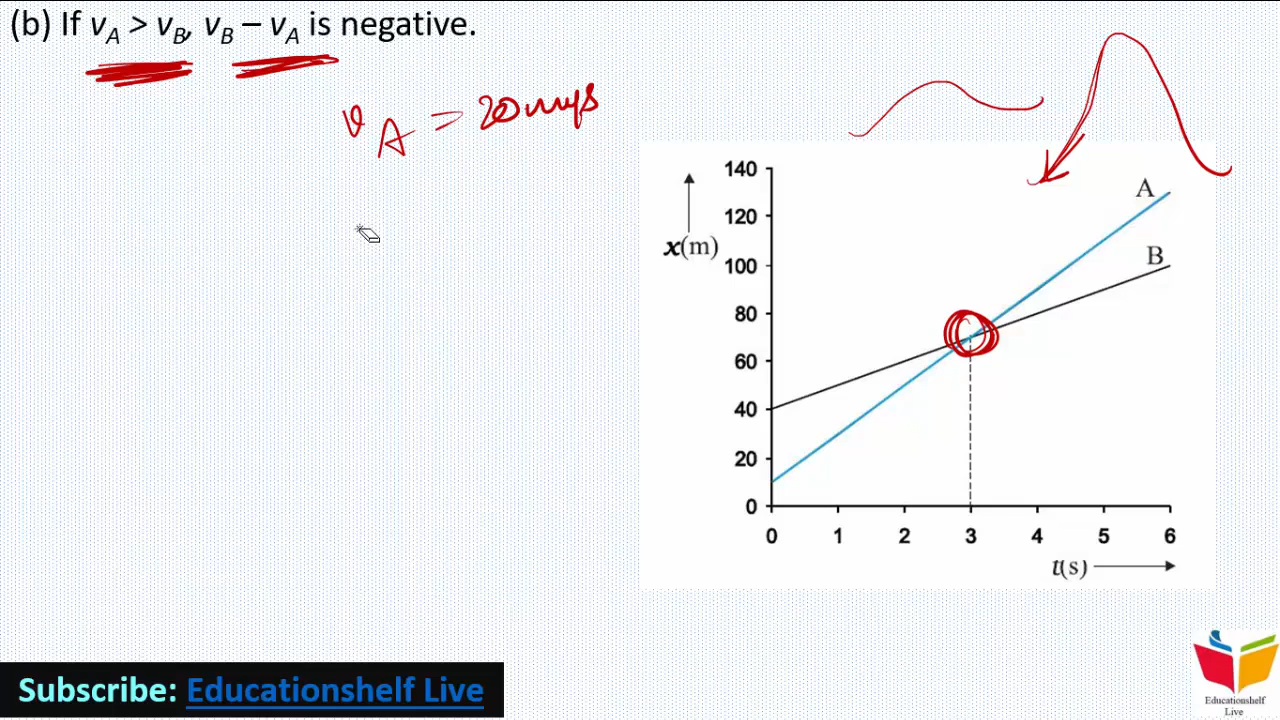 (b) If vA > vB, vB – vA is negative.
vA = 20 m/s
140
120
x(m)
100
80
60
40
20
0
A
B
0 1 2 3 4 5 6
t(s)
Subscribe: Educationshelf Live
Educationshelf
Live